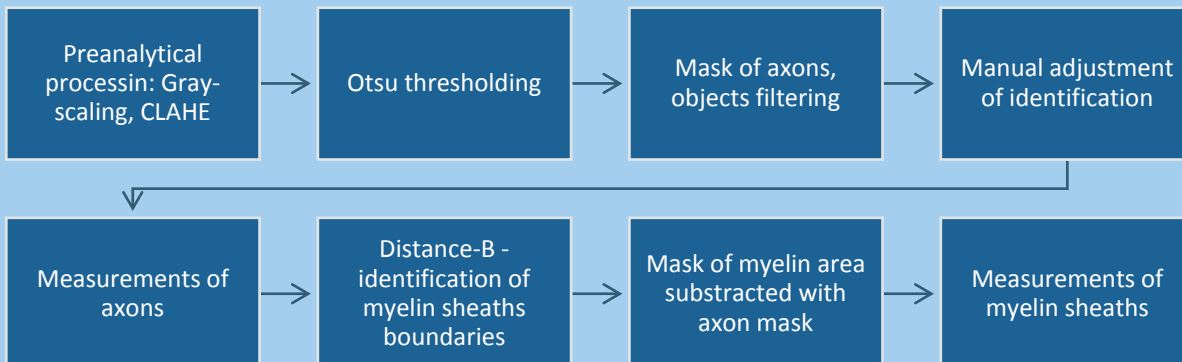 Preanalytical
processin: Gray-
scaling, CLAHE
Otsu thresholding
Mask of axons,
objects filtering
Manual adjustment
of identification
Measurements of
axons
Distance-B -
identification of
myelin sheaths
boundaries
Mask of myelin area
substracted with
axon mask
Measurements of
myelin sheaths